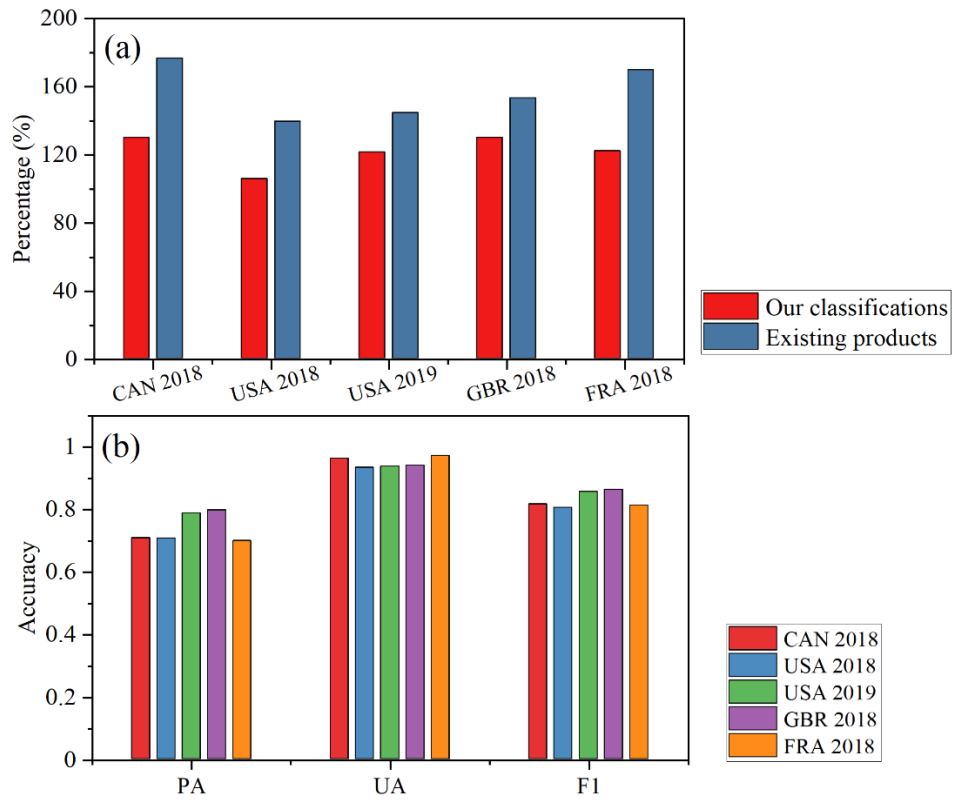 (a)
Percentage (%)
200
160
120
80
40
0
CAN 2018
USA 2018
USA 2019
GBR 2018
FRA 2018
Our classifications
Existing products
(b)
Accuracy
1
0.8
0.6
0.4
0.2
0
PA
UA
F1
CAN 2018
USA 2018
USA 2019
GBR 2018
FRA 2018